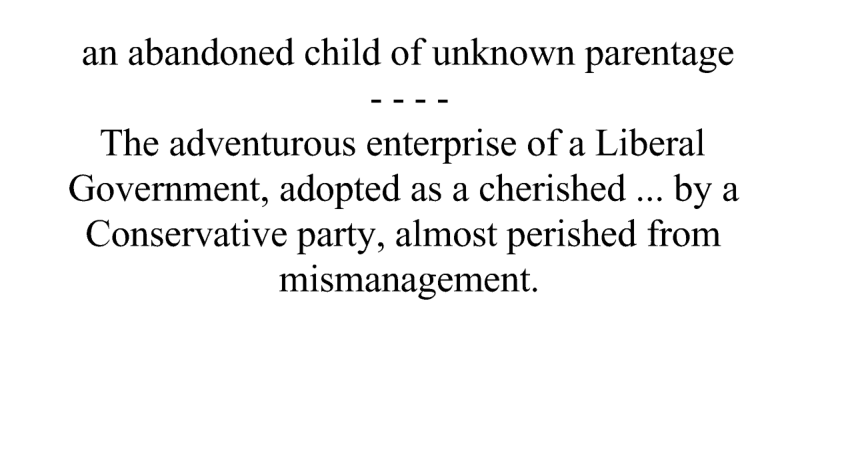 an abandoned child of unknown parentage
- - - -
The adventurous enterprise of a Liberal
Government, adopted as a cherished ... by a
Conservative party, almost perished from
mismanagement.